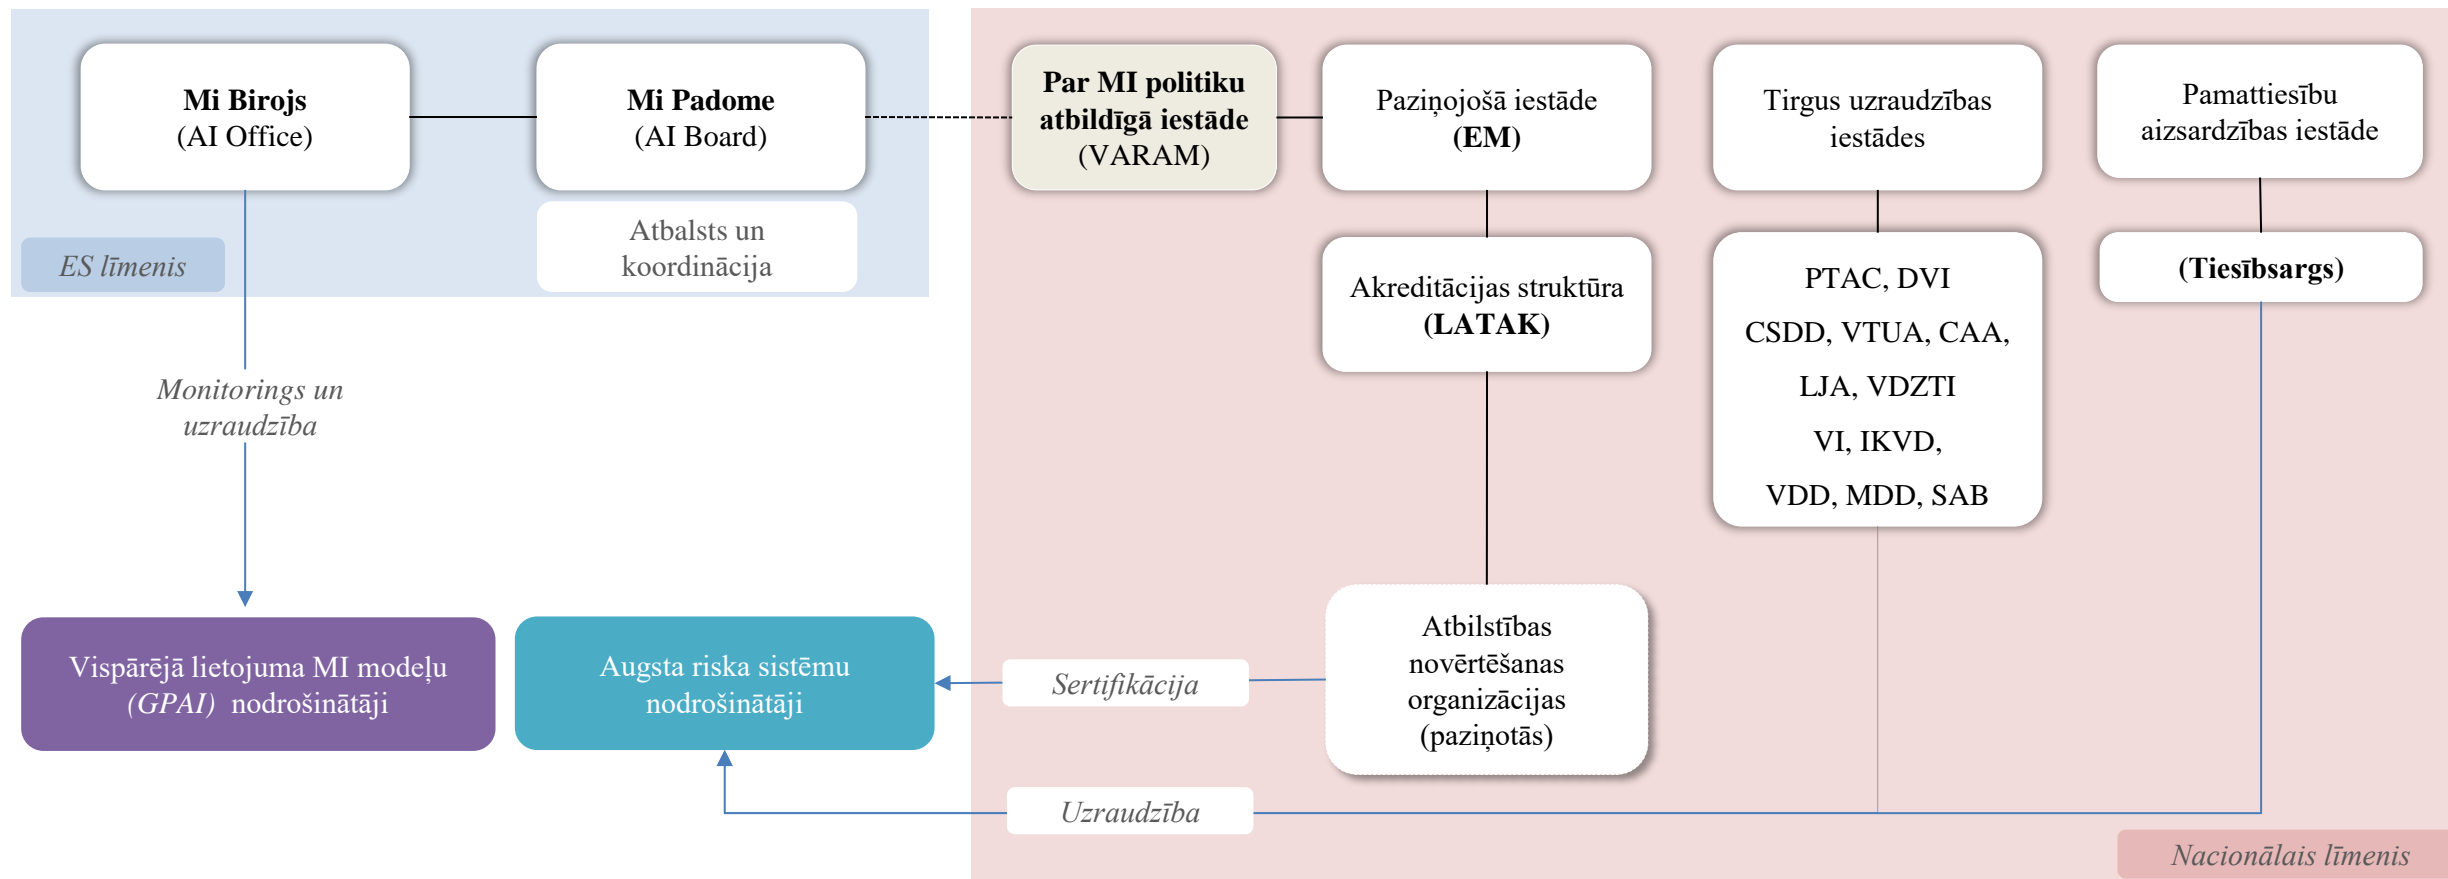 Mi Birojs
(AI Office)
Mi Padome
(AI Board)
Atbalsts un
koordinācija
ES līmenis
Par MI politiku
atbildīgā iestāde
(VARAM)
Paziņojošā iestāde
(EM)
Tirgus uzraudzības
iestādes
Pamattiesību
aizsardzības iestāde
Akreditācijas struktūra
(LATAK)
PTAC, DVI
CSDD, VTUA, CAA,
LJA, VDZTI
VI, IKVD,
VDD, MDD, SAB
(Tiesībsargs)
Monitorings un
uzraudzība
Vispārējā lietojuma MI modeļu
(GPAI) nodrošinātāji
Augsta riska sistēmu
nodrošinātāji
Sertifikācija
Atbilstības
novērtēšanas
organizācijas
(paziņotās)
Uzraudzība
Nacionālais līmenis